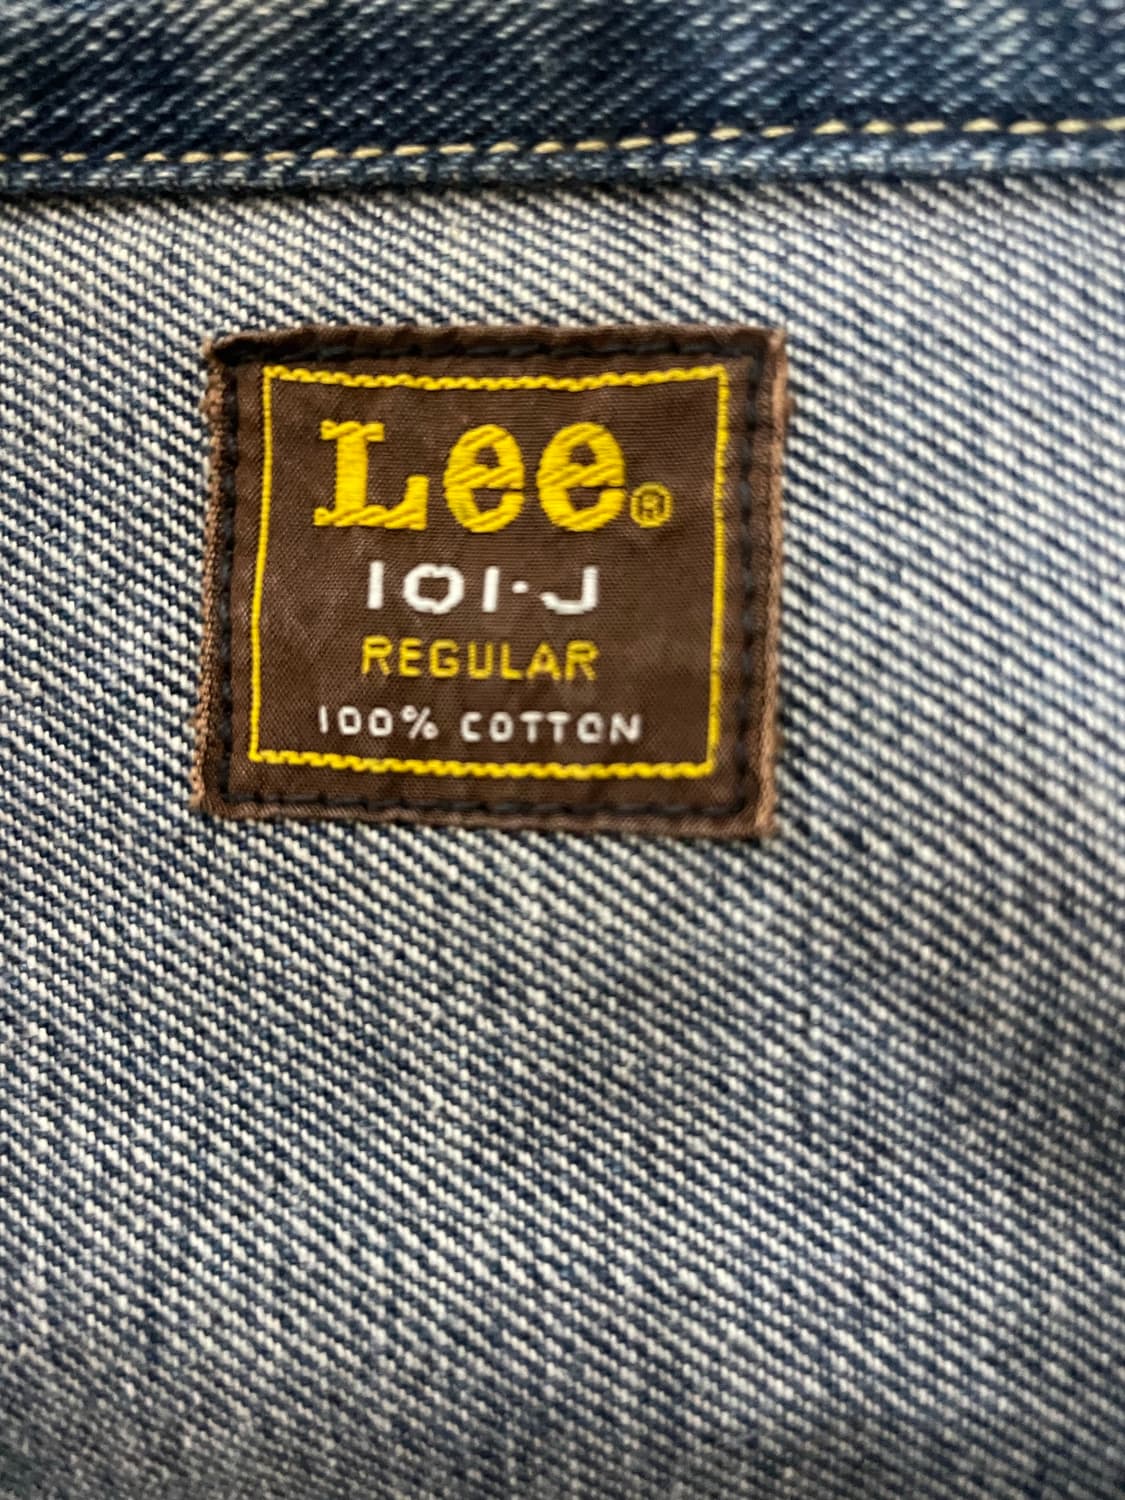 Lee®
101-J
REGULAR
100% COTTON